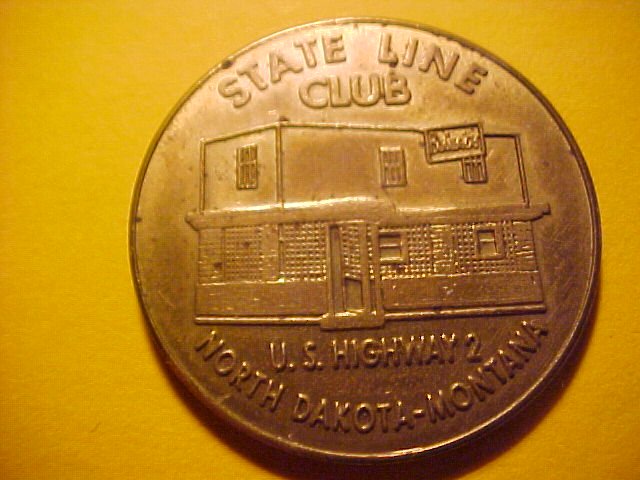 STATE LINE
CLUB
U.S. HIGHWAY 2
NORTH DAKOTA-MONTANA